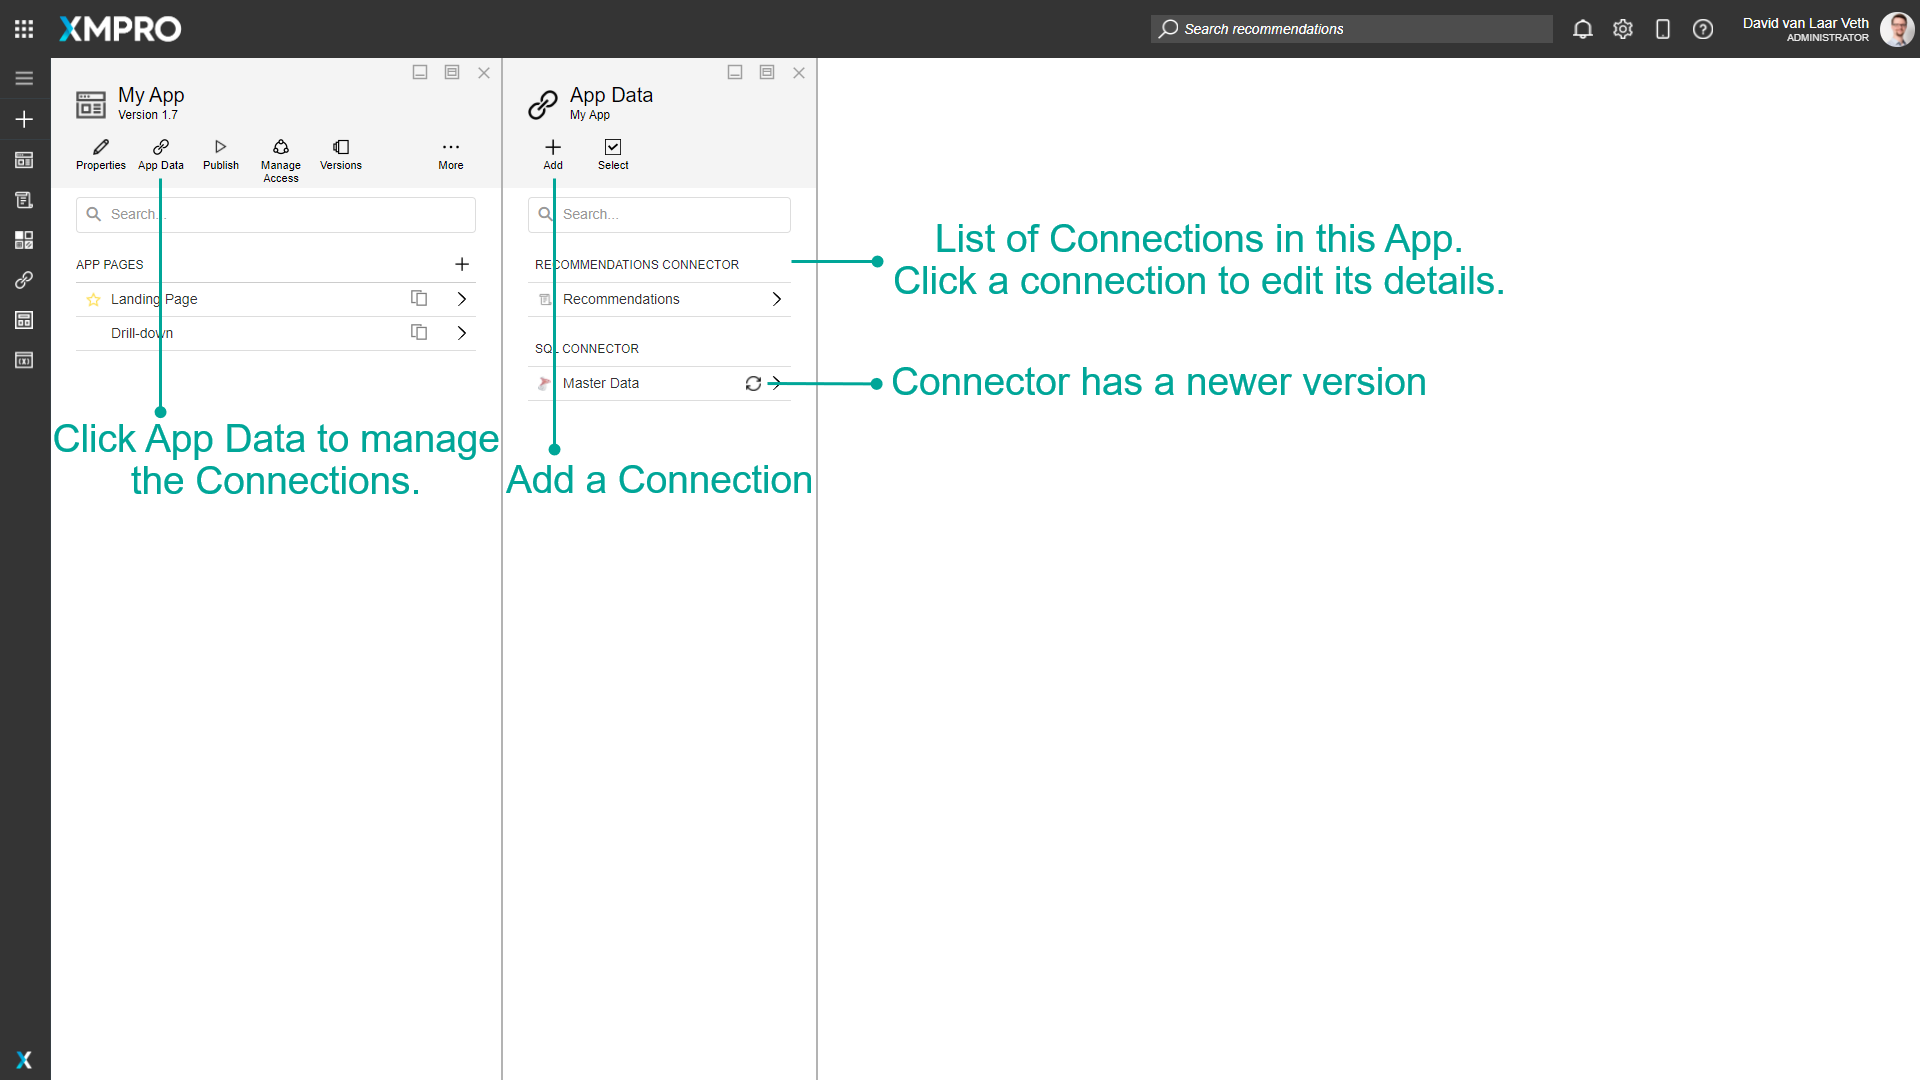 XMPRO
Search recommendations
David van Laar Veth
ADMINISTRATOR
My App
Version 1.7
Properties
App Data
Publish
Manage
Access
Versions
More
Search...
APP PAGES
Landing Page
Drill-down
Click App Data to manage
the Connections.
App Data
My App
Add
Select
Search...
RECOMMENDATIONS CONNECTOR
Recommendations
SQL CONNECTOR
Master Data
Add a Connection
List of Connections in this App.
Click a connection to edit its details.
Connector has a newer version